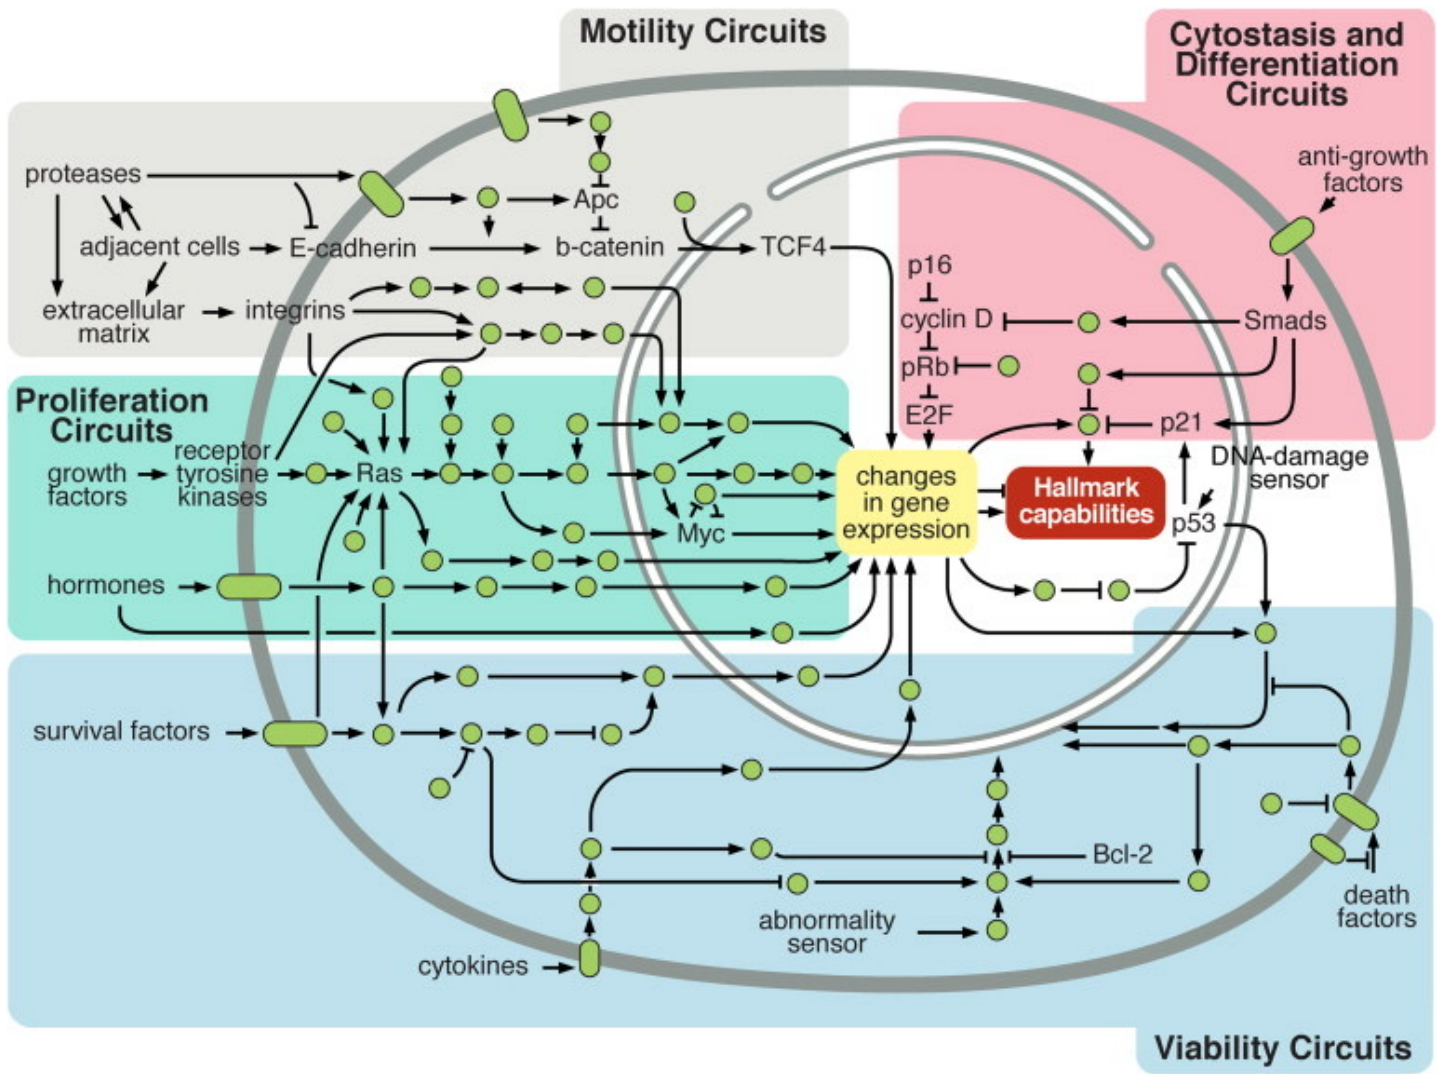 Motility Circuits
Cytostasis and
Differentiation
Circuits
anti-growth
factors
proteases
Apc
adjacent cells
E-cadherin
b-catenin
TCF4
p16
extracellular
matrix
integrins
cyclin D
Smads
pRb
E2F
p21
Proliferation
Circuits
growth
factors
receptor
tyrosine
kinases
Ras
changes
in gene
expression
Hallmark
capabilities
DNA-damage
sensor
p53
Myc
hormones
survival factors
Bcl-2
abnormality
sensor
death
factors
cytokines
Viability Circuits